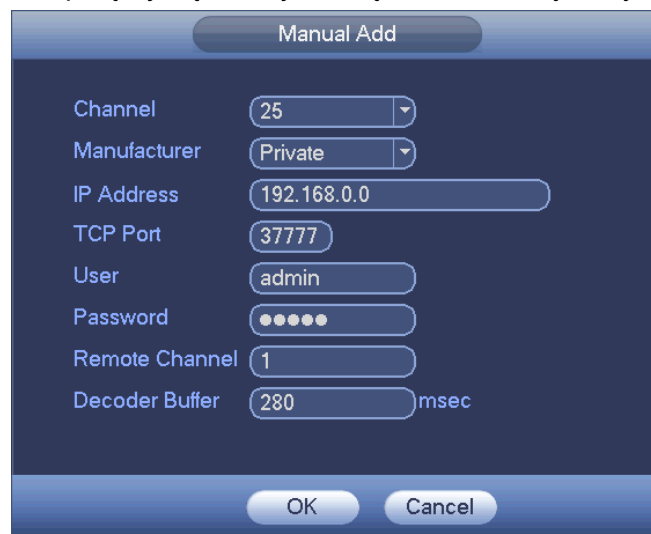 Manual Add
Channel 25
Manufacturer Private
IP Address 192.168.0.0
TCP Port 37777
User admin
Password ●●●●●
Remote Channel 1
Decoder Buffer 280 msec
OK Cancel